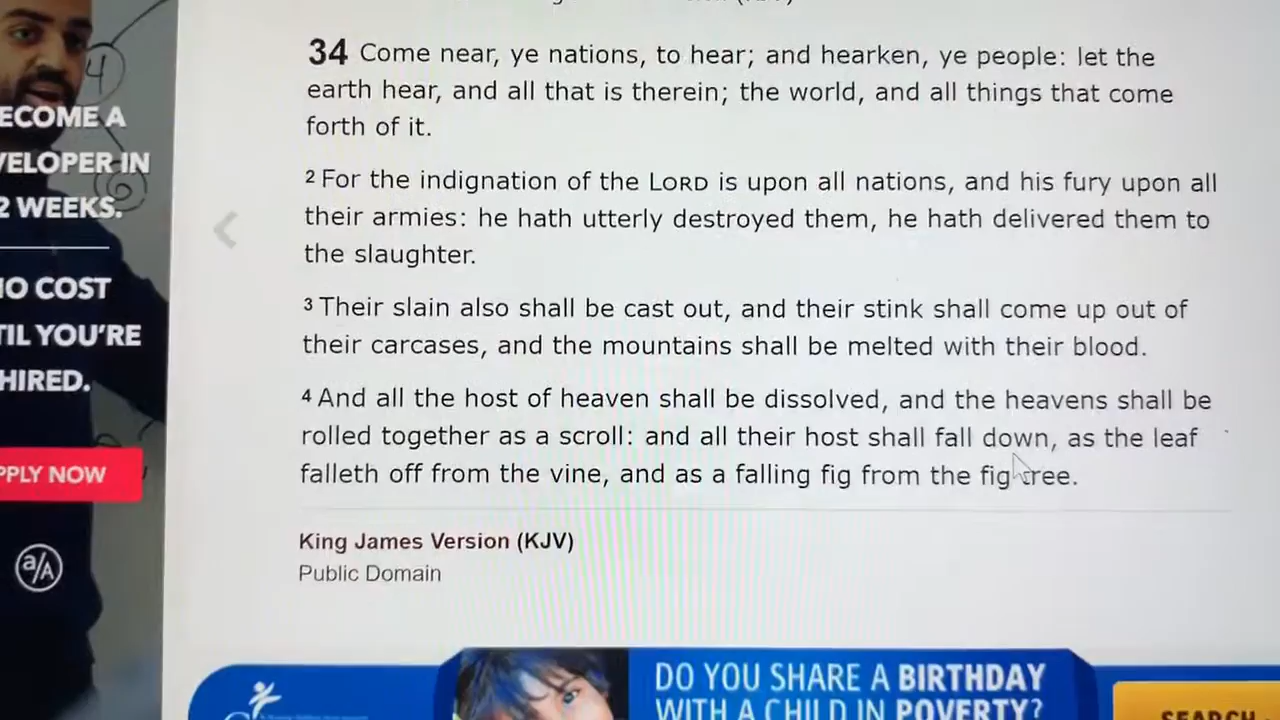 34 Come near, ye nations, to hear; and hearken, ye people: let the
earth hear, and all that is therein; the world, and all things that come
forth of it.
2 For the indignation of the LORD is upon all nations, and his fury upon all
their armies: he hath utterly destroyed them, he hath delivered them to
the slaughter.
3 Their slain also shall be cast out, and their stink shall come up out of
their carcases, and the mountains shall be melted with their blood.
4 And all the host of heaven shall be dissolved, and the heavens shall be
rolled together as a scroll: and all their host shall fall down, as the leaf
falleth off from the vine, and as a falling fig from the fig tree.
King James Version (KJV)
Public Domain
ECOME A
VELOPER IN
2 WEEKS.
NO COST
TIL YOU'RE
HIRED.
PPLY NOW
a/A
4
6
DO YOU SHARE A BIRTHDAY
WITH A CHILD IN POVERTY?
SEARCH